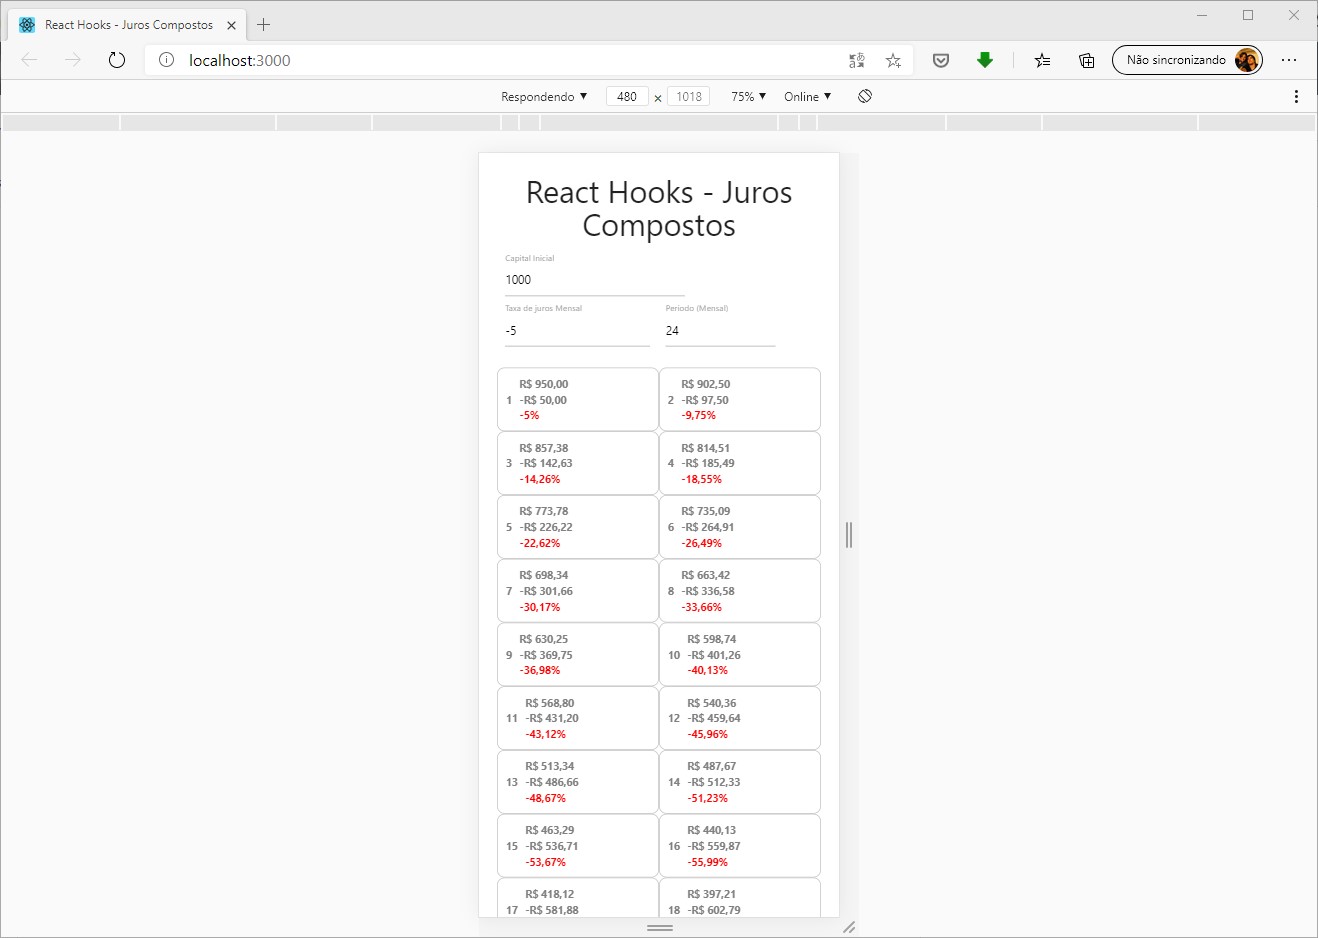 React Hooks - Juros Compostos
localhost:3000
Não sincronizando
Respondendo 480 × 1018 75% Online
React Hooks - Juros
Compostos
Capital Inicial
1000
Taxa de juros Mensal Período (Mensal)
-5 24
R$ 950,00
1 -R$ 50,00
-5%
R$ 902,50
2 -R$ 97,50
-9,75%
R$ 857,38
3 -R$ 142,63
-14,26%
R$ 814,51
4 -R$ 185,49
-18,55%
R$ 773,78
5 -R$ 226,22
-22,62%
R$ 735,09
6 -R$ 264,91
-26,49%
R$ 698,34
7 -R$ 301,66
-30,17%
R$ 663,42
8 -R$ 336,58
-33,66%
R$ 630,25
9 -R$ 369,75
-36,98%
R$ 598,74
10 -R$ 401,26
-40,13%
R$ 568,80
11 -R$ 431,20
-43,12%
R$ 540,36
12 -R$ 459,64
-45,96%
R$ 513,34
13 -R$ 486,66
-48,67%
R$ 487,67
14 -R$ 512,33
-51,23%
R$ 463,29
15 -R$ 536,71
-53,67%
R$ 440,13
16 -R$ 559,87
-55,99%
R$ 418,12
17 -R$ 581,88
R$ 397,21
18 -R$ 602,79